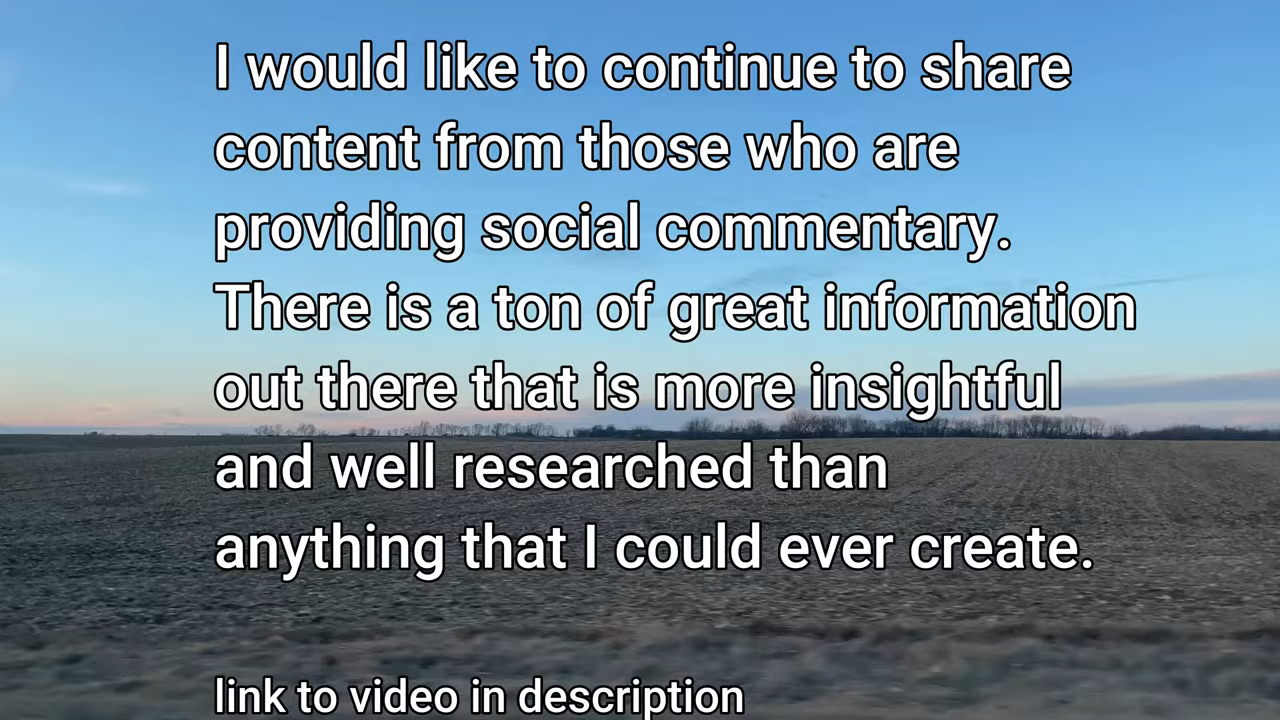 I would like to continue to share
content from those who are
providing social commentary.
There is a ton of great information
out there that is more insightful
and well researched than
anything that I could ever create.
link to video in description